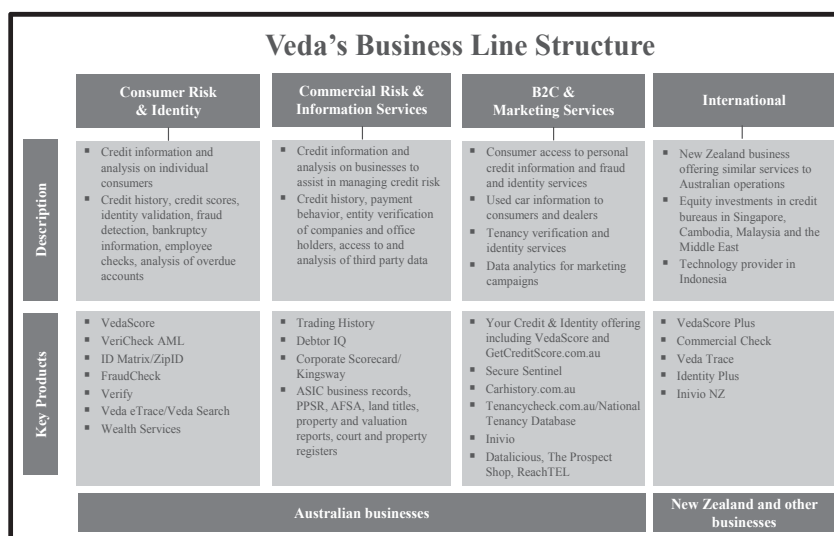 Veda's Business Line Structure
Consumer Risk
& Identity
Commercial Risk &
Information Services
B2C &
Marketing Services
International
Description
▪ Credit information and
analysis on individual
consumers
▪ Credit history, credit scores,
identity validation, fraud
detection, bankruptcy
information, employee
checks, analysis of overdue
accounts
▪ Credit information and
analysis on businesses to
assist in managing credit risk
▪ Credit history, payment
behavior, entity verification
of companies and office
holders, access to and
analysis of third party data
▪ Consumer access to personal
credit information and fraud
and identity services
▪ Used car information to
consumers and dealers
▪ Tenancy verification and
identity services
▪ Data analytics for marketing
campaigns
▪ New Zealand business
offering similar services to
Australian operations
▪ Equity investments in credit
bureaus in Singapore,
Cambodia, Malaysia and the
Middle East
▪ Technology provider in
Indonesia
Key Products
▪ VedaScore
▪ VeriCheck AML
▪ ID Matrix/ZipID
▪ FraudCheck
▪ Verify
▪ Veda eTrace/Veda Search
▪ Wealth Services
▪ Trading History
▪ Debtor IQ
▪ Corporate Scorecard/
Kingsway
▪ ASIC business records,
PPSR, AFSA, land titles,
property and valuation
reports, court and property
registers
▪ Your Credit & Identity offering
including VedaScore and
GetCreditScore.com.au
▪ Secure Sentinel
▪ Carhistory.com.au
▪ Tenancycheck.com.au/National
Tenancy Database
▪ Inivio
▪ Datalicious, The Prospect
Shop, ReachTEL
▪ VedaScore Plus
▪ Commercial Check
▪ Veda Trace
▪ Identity Plus
▪ Inivio NZ
Australian businesses
New Zealand and other
businesses